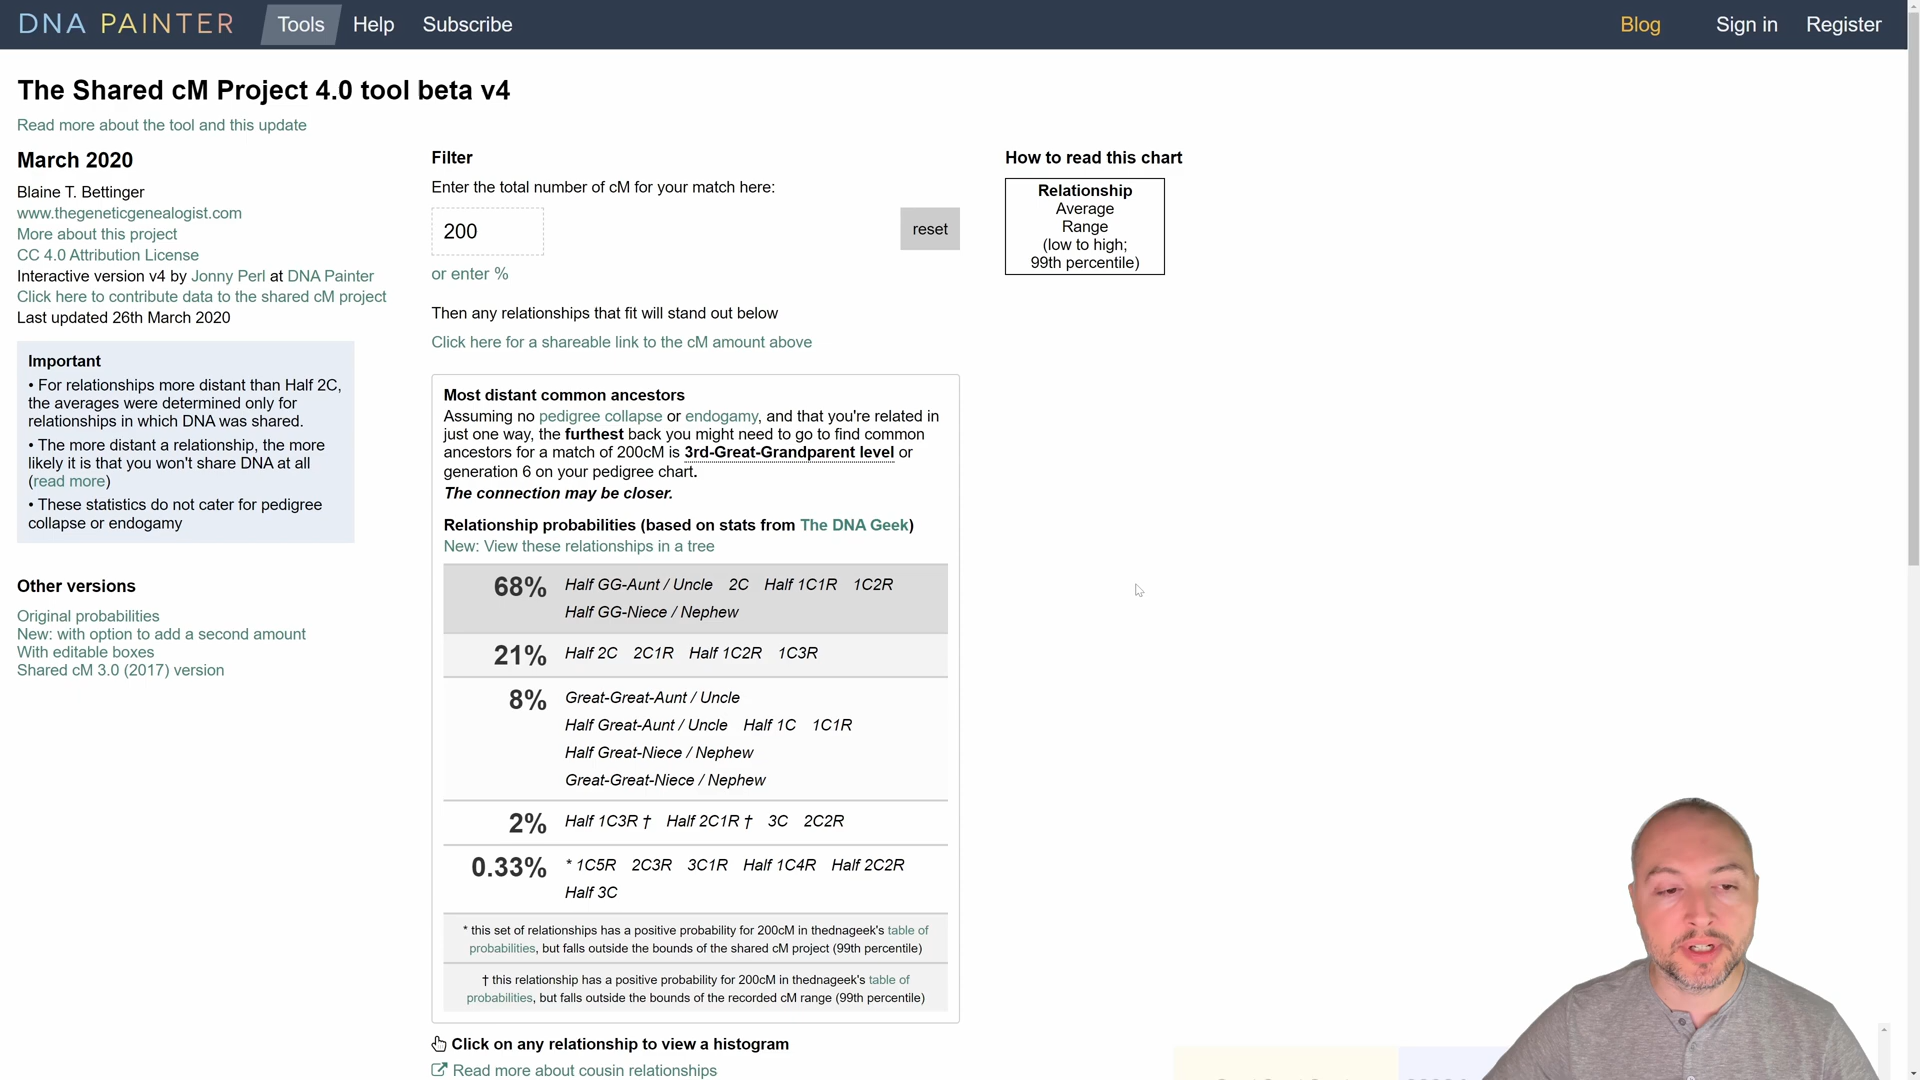 DNA PAINTER Tools Help Subscribe Blog Sign in Register
The Shared cM Project 4.0 tool beta v4
Read more about the tool and this update
March 2020
Blaine T. Bettinger
www.thegeneticgenealogist.com
More about this project
CC 4.0 Attribution License
Interactive version v4 by Jonny Perl at DNA Painter
Click here to contribute data to the shared cM project
Last updated 26th March 2020
Important
• For relationships more distant than Half 2C,
the averages were determined only for
relationships in which DNA was shared.
• The more distant a relationship, the more
likely it is that you won't share DNA at all
(read more)
• These statistics do not cater for pedigree
collapse or endogamy
Other versions
Original probabilities
New: with option to add a second amount
With editable boxes
Shared cM 3.0 (2017) version
Filter
Enter the total number of cM for your match here:
200
reset
or enter %
Then any relationships that fit will stand out below
Click here for a shareable link to the cM amount above
Most distant common ancestors
Assuming no pedigree collapse or endogamy, and that you're related in
just one way, the furthest back you might need to go to find common
ancestors for a match of 200cM is 3rd-Great-Grandparent level or
generation 6 on your pedigree chart.
The connection may be closer.
Relationship probabilities (based on stats from The DNA Geek)
New: View these relationships in a tree
68% Half GG-Aunt / Uncle 2C Half 1C1R 1C2R
Half GG-Niece / Nephew
21% Half 2C 2C1R Half 1C2R 1C3R
8% Great-Great-Aunt / Uncle
Half Great-Aunt / Uncle Half 1C 1C1R
Half Great-Niece / Nephew
Great-Great-Niece / Nephew
2% Half 1C3R † Half 2C1R † 3C 2C2R
0.33% * 1C5R 2C3R 3C1R Half 1C4R Half 2C2R
Half 3C
* this set of relationships has a positive probability for 200cM in thednageek's table of
probabilities, but falls outside the bounds of the shared cM project (99th percentile)
† this relationship has a positive probability for 200cM in thednageek's table of
probabilities, but falls outside the bounds of the recorded cM range (99th percentile)
Click on any relationship to view a histogram
Read more about cousin relationships
How to read this chart
Relationship
Average
Range
(low to high;
99th percentile)